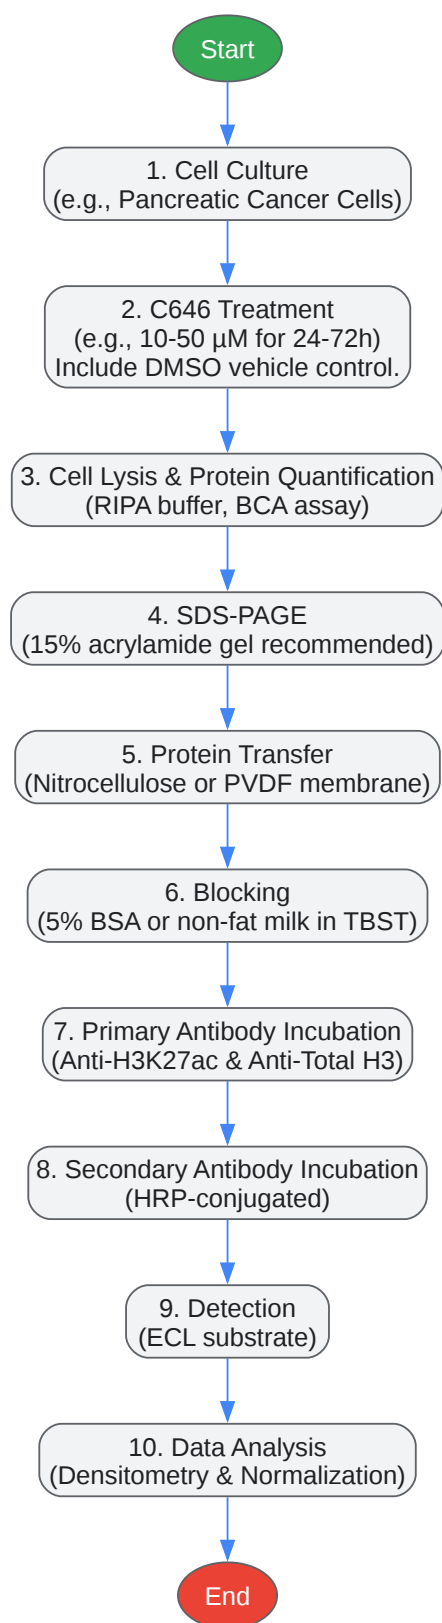 Start
1. Cell Culture
(e.g., Pancreatic Cancer Cells)
2. C646 Treatment
(e.g., 10-50 µM for 24-72h)
Include DMSO vehicle control.
3. Cell Lysis & Protein Quantification
(RIPA buffer, BCA assay)
4. SDS-PAGE
(15% acrylamide gel recommended)
5. Protein Transfer
(Nitrocellulose or PVDF membrane)
6. Blocking
(5% BSA or non-fat milk in TBST)
7. Primary Antibody Incubation
(Anti-H3K27ac & Anti-Total H3)
8. Secondary Antibody Incubation
(HRP-conjugated)
9. Detection
(ECL substrate)
10. Data Analysis
(Densitometry & Normalization)
End